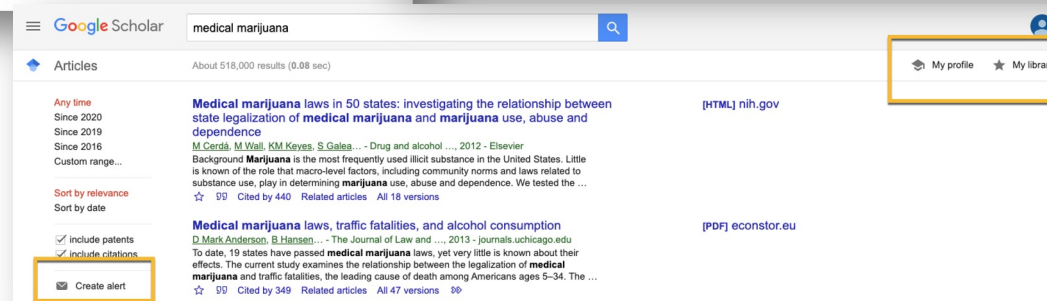 Google Scholar
medical marijuana
Articles
About 518,000 results (0.08 sec)
My profile
My libra
Any time
Since 2020
Since 2019
Since 2016
Custom range...
Sort by relevance
Sort by date
include patents
include citations
Create alert
Medical marijuana laws in 50 states: investigating the relationship between
state legalization of medical marijuana and marijuana use, abuse and
dependence
M Cerdá, M Wall, KM Keyes, S Galea… - Drug and alcohol …, 2012 - Elsevier
Background Marijuana is the most frequently used illicit substance in the United States. Little
is known of the role that macro-level factors, including community norms and laws related to
substance use, play in determining marijuana use, abuse and dependence. We tested the …
Cited by 440 Related articles All 18 versions
[HTML] nih.gov
Medical marijuana laws, traffic fatalities, and alcohol consumption
D Mark Anderson, B Hansen… - The Journal of Law and …, 2013 - journals.uchicago.edu
To date, 19 states have passed medical marijuana laws, yet very little is known about their
effects. The current study examines the relationship between the legalization of medical
marijuana and traffic fatalities, the leading cause of death among Americans ages 5–34. The …
Cited by 349 Related articles All 47 versions
[PDF] econstor.eu